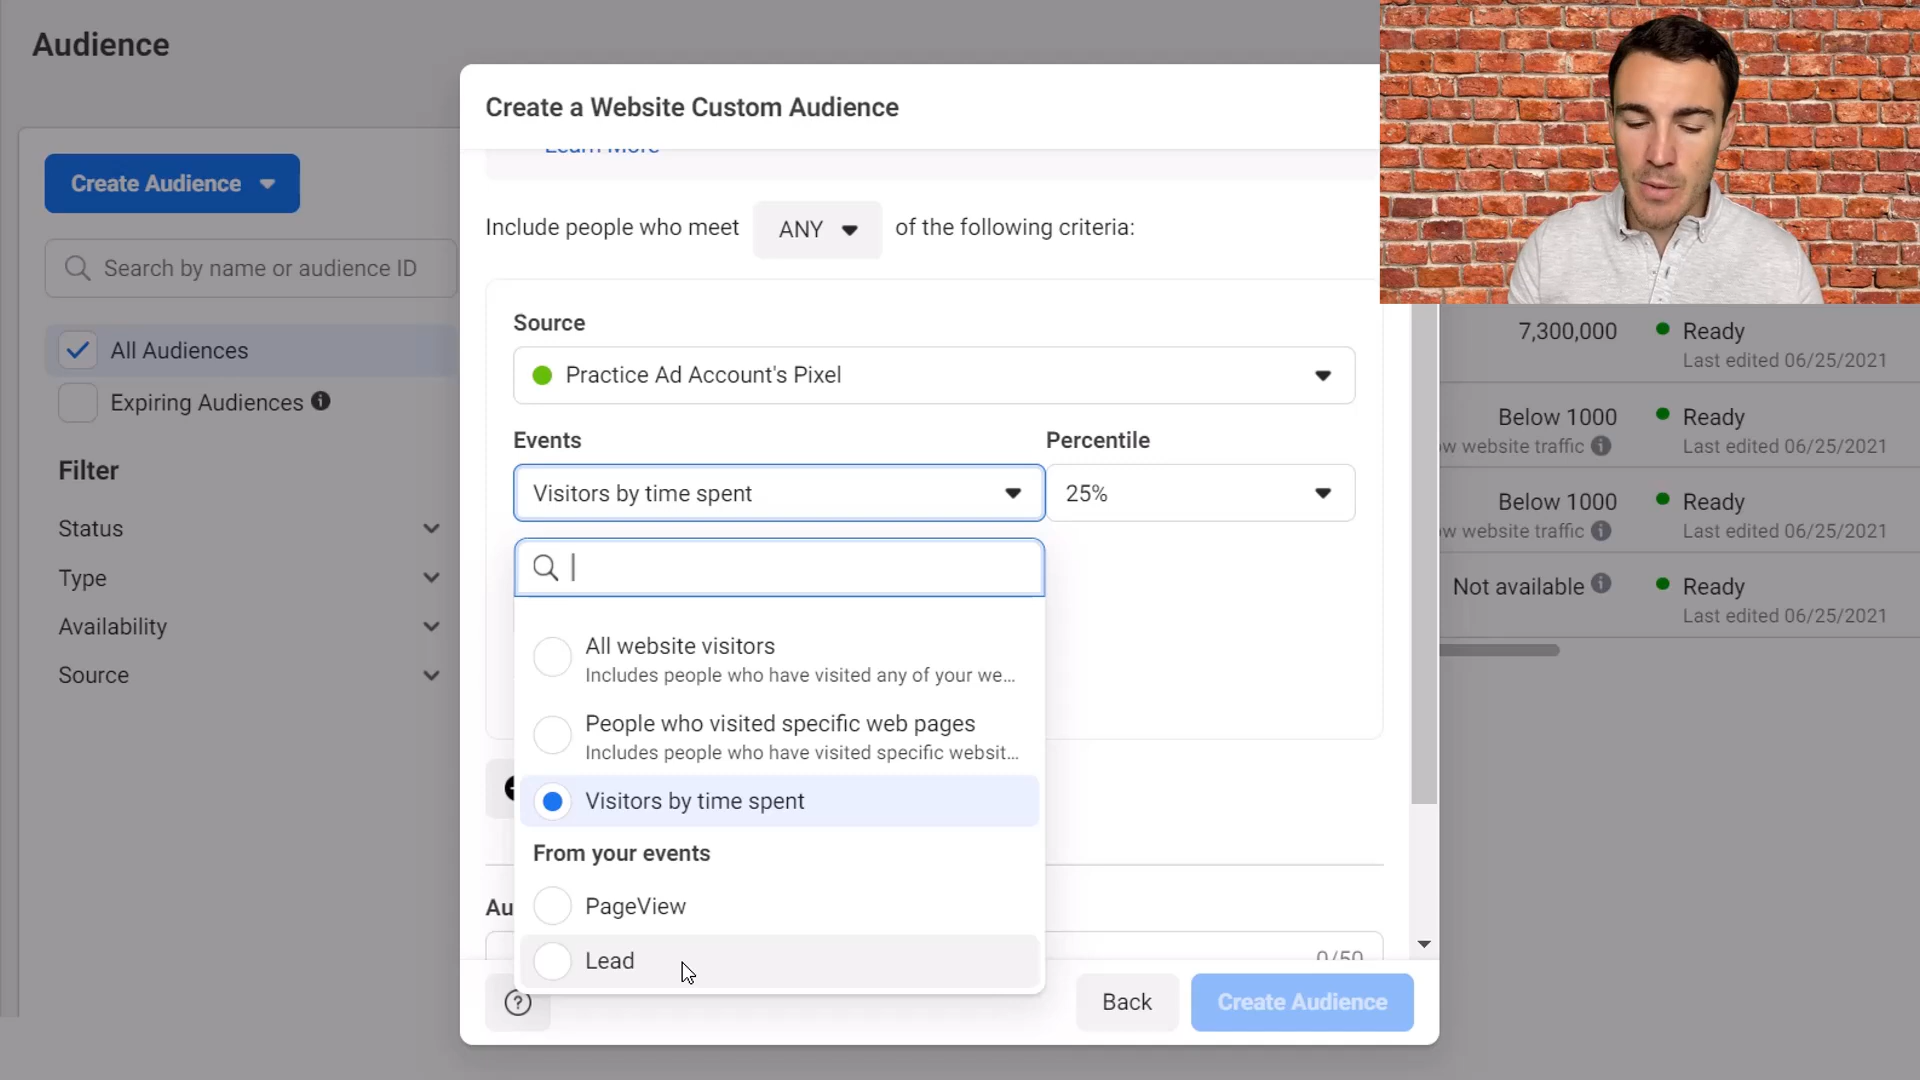 Audience
Create Audience
Search by name or audience ID
All Audiences
Expiring Audiences
Filter
Status
Type
Availability
Source
Create a Website Custom Audience
Learn More
Include people who meet ANY of the following criteria:
Source
Practice Ad Account's Pixel
Events Percentile
Visitors by time spent 25%
All website visitors
Includes people who have visited any of your we...
People who visited specific web pages
Includes people who have visited specific websit...
Visitors by time spent
From your events
PageView
Lead
Au
0/50
Back Create Audience
7,300,000 Ready
Last edited 06/25/2021
Below 1000 Ready
website traffic Last edited 06/25/2021
Below 1000 Ready
website traffic Last edited 06/25/2021
Not available Ready
Last edited 06/25/2021